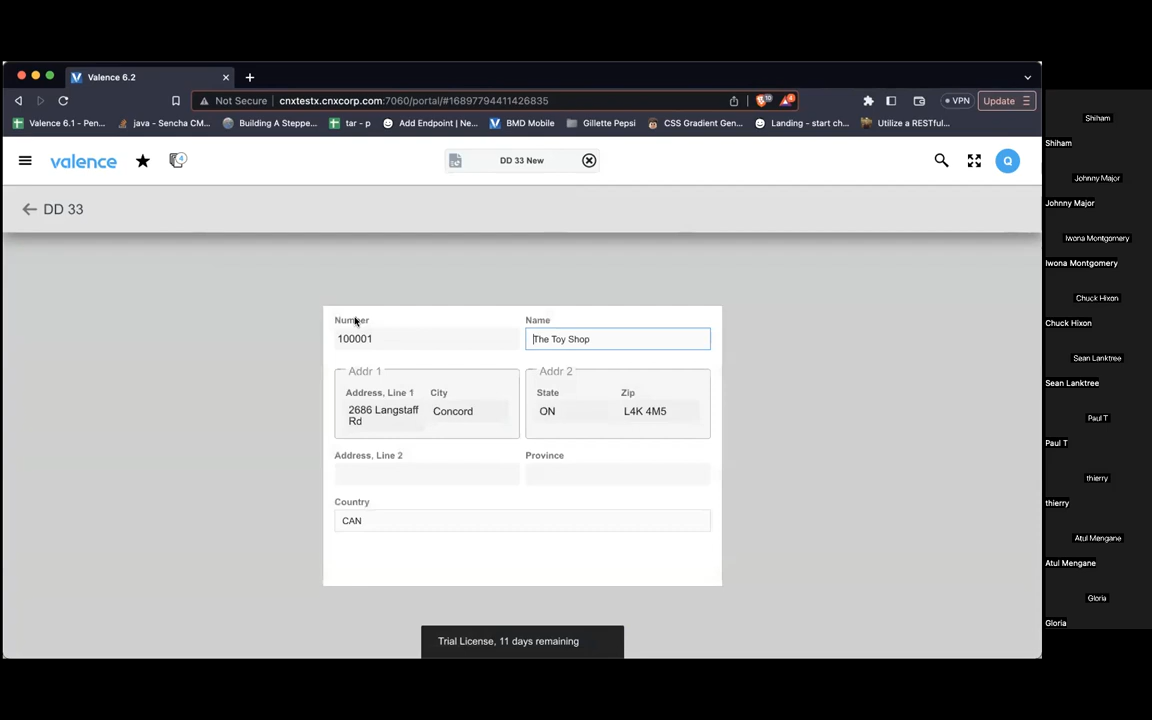 Valence 6.2
Not Secure
cnxtestx.cnxcorp.com:7060/portal/#16897794411426835
10
4
VPN
Update
Valence 6.1 - Pen...
java - Sencha CM...
Building A Steppe...
tar - p
Add Endpoint | Ne...
BMD Mobile
Gillette Pepsi
CSS Gradient Gen...
Landing - start ch...
Utilize a RESTful...
valence
4
DD 33 New
Q
DD 33
Number
Name
100001
The Toy Shop
Addr 1
Addr 2
Address, Line 1
City
State
Zip
2686 Langstaff
Rd
Concord
ON
L4K 4M5
Address, Line 2
Province
Country
CAN
Trial License, 11 days remaining
Shiham
Shiham
Johnny Major
Johnny Major
Iwona Montgomery
Iwona Montgomery
Chuck Hixon
Chuck Hixon
Sean Lanktree
Sean Lanktree
Paul T
Paul T
thierry
thierry
Atul Mengane
Atul Mengane
Gloria
Gloria